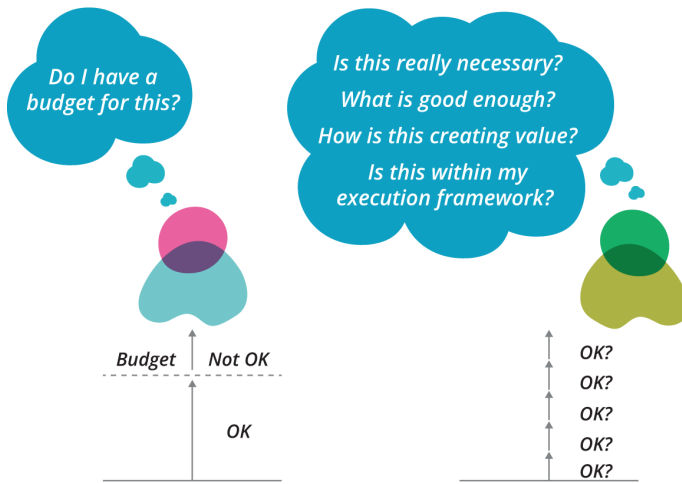 Do I have a
budget for this?
Is this really necessary?
What is good enough?
How is this creating value?
Is this within my
execution framework?
Budget Not OK
OK
OK?
OK?
OK?
OK?
OK?